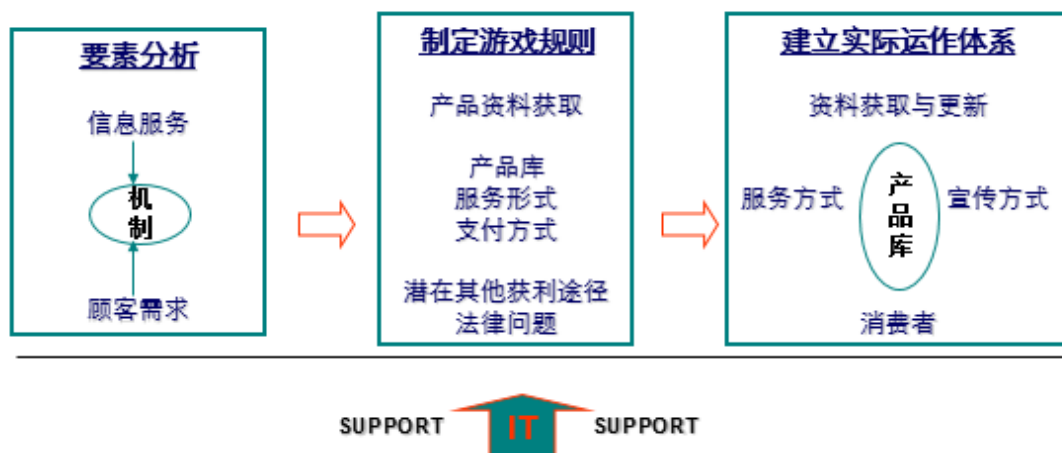 要素分析
信息服务
机
制
顾客需求
制定游戏规则
产品资料获取
产品库
服务形式
支付方式
潜在其他获利途径
法律问题
建立实际运作体系
资料获取与更新
服务方式
产
品
库
宣传方式
消费者
SUPPORT
IT
SUPPORT